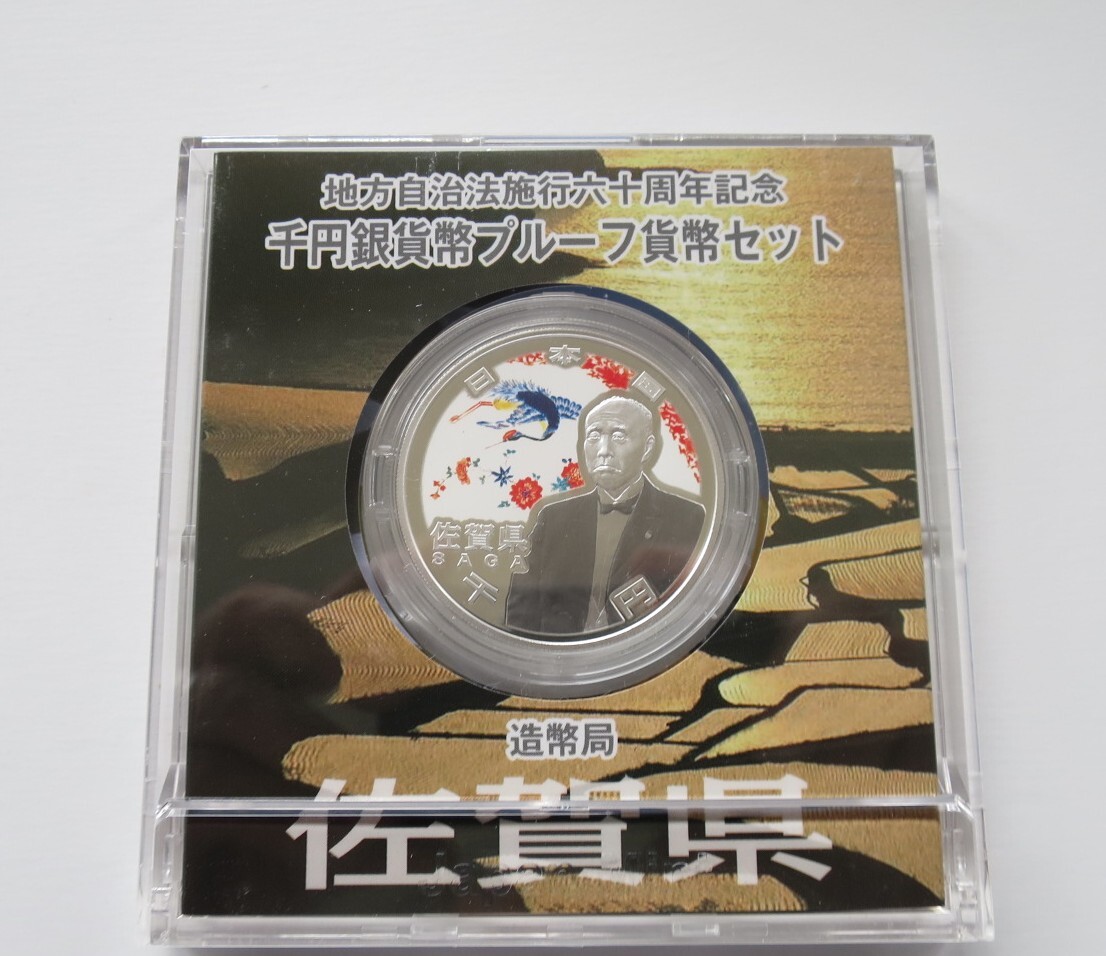 地方自治法施行六十周年記念
千円銀貨幣プルーフ貨幣セット
日本国
佐賀県
SAGA
千円
造幣局
佐賀県